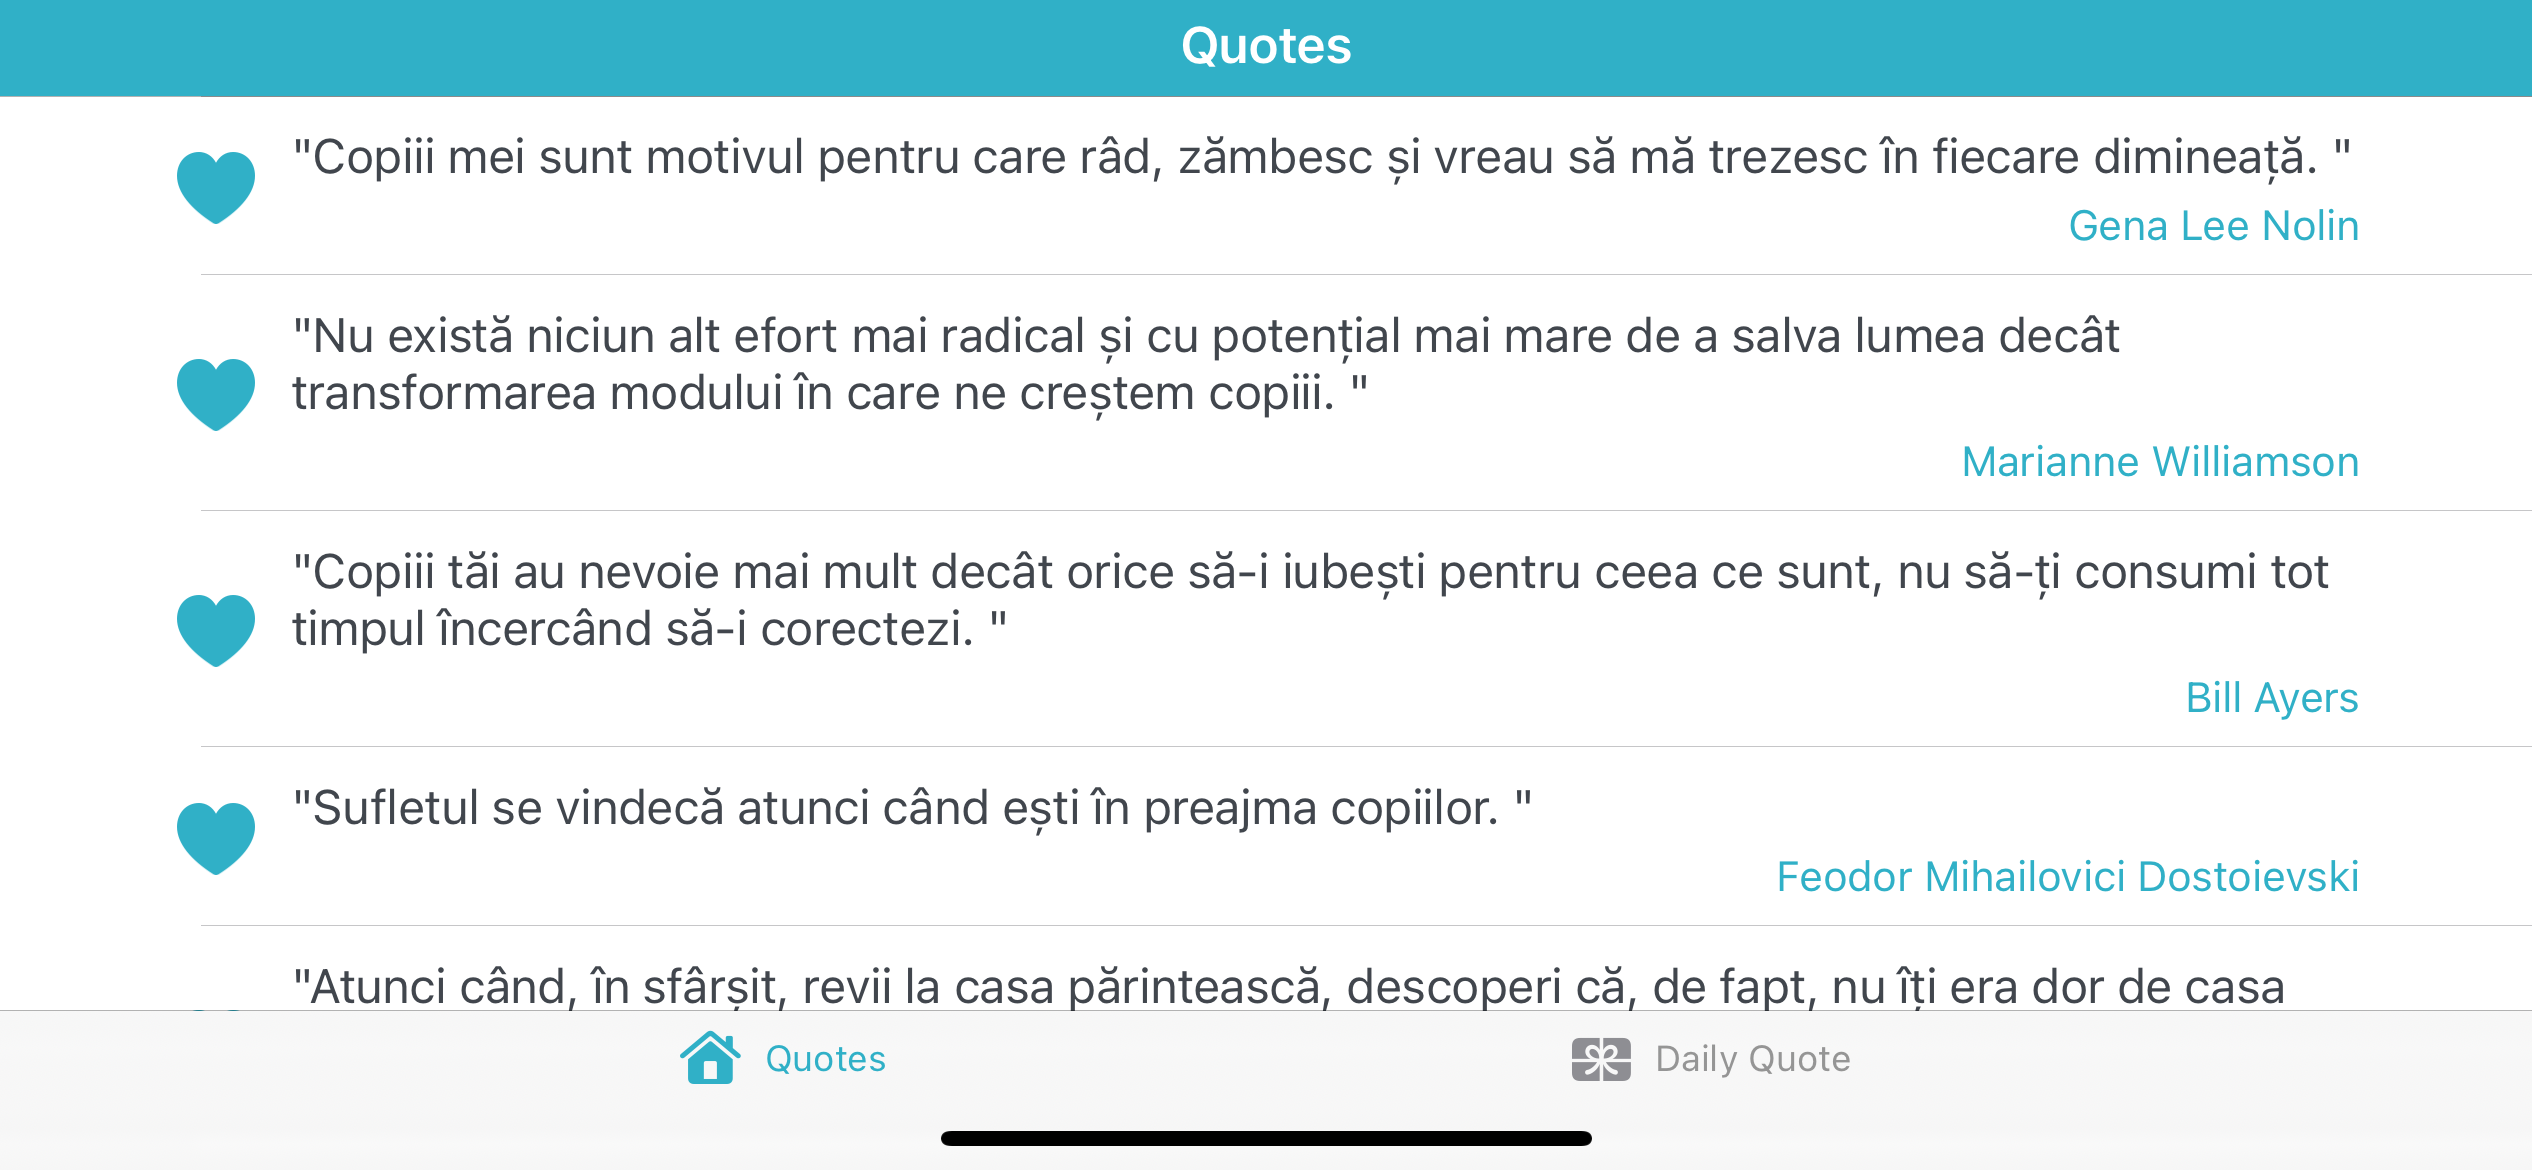 Quotes
"Copiii mei sunt motivul pentru care râd, zămbesc și vreau să mă trezesc în fiecare dimineață. "
Gena Lee Nolin
"Nu există niciun alt efort mai radical și cu potențial mai mare de a salva lumea decât
transformarea modului în care ne creștem copiii. "
Marianne Williamson
"Copiii tăi au nevoie mai mult decât orice să-i iubești pentru ceea ce sunt, nu să-ți consumi tot
timpul încercând să-i corectezi. "
Bill Ayers
"Sufletul se vindecă atunci când ești în preajma copiilor. "
Feodor Mihailovici Dostoievski
"Atunci când, în sfârșit, revii la casa părintească, descoperi că, de fapt, nu îți era dor de casa
Quotes
Daily Quote